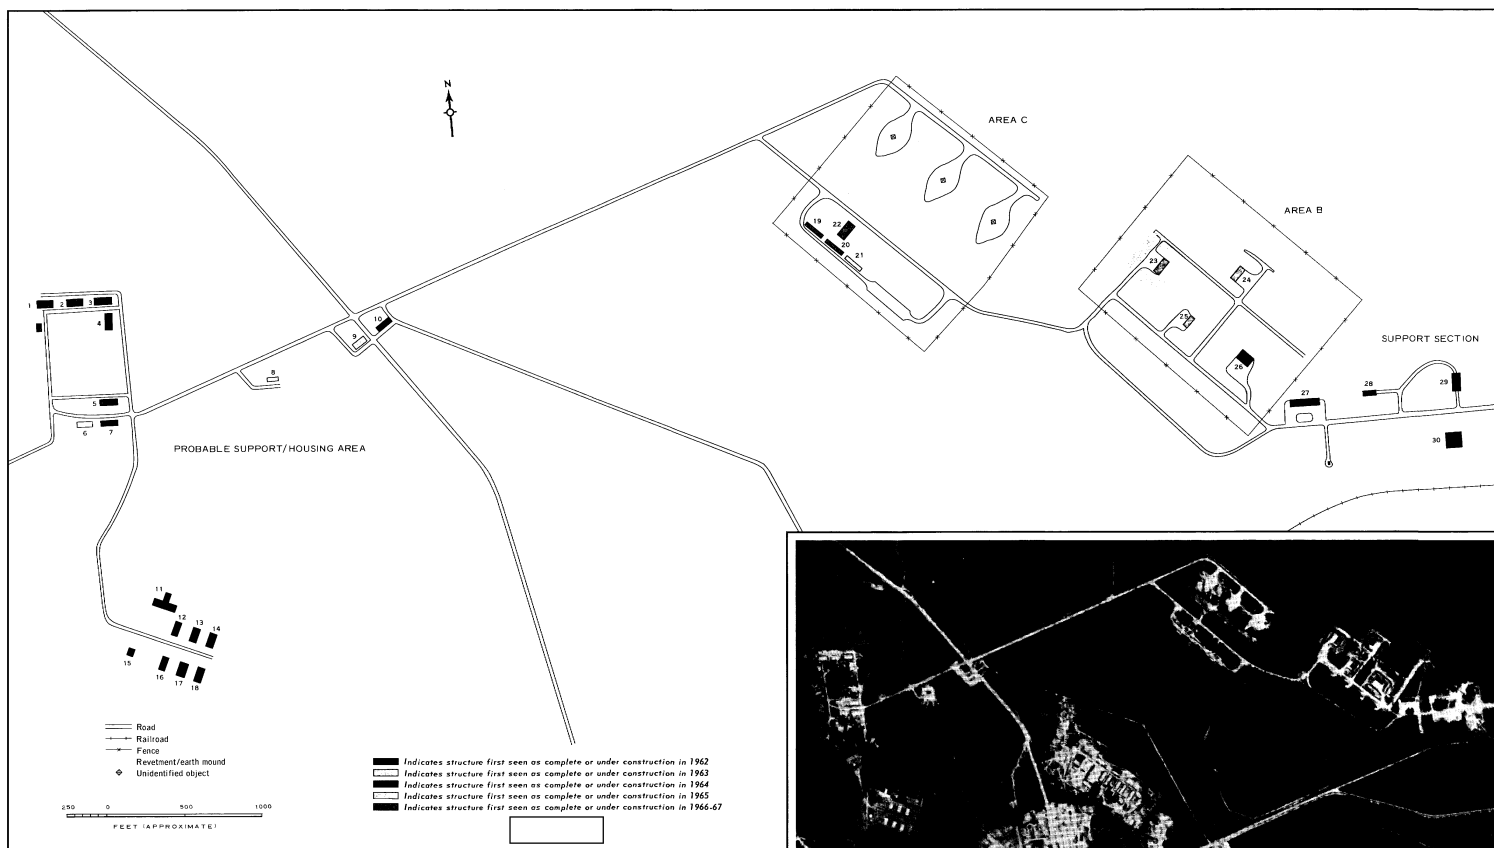 N
AREA C
AREA B
19
22
20
21
23
24
25
26
1
2
3
4
10
9
8
5
6
7
SUPPORT SECTION
27
28
29
30
PROBABLE SUPPORT/HOUSING AREA
11
12
13
14
15
16
17
18
Road
Railroad
Fence
Revetment/earth mound
Unidentified object
250 0 500 1000
FEET (APPROXIMATE)
Indicates structure first seen as complete or under construction in 1962
Indicates structure first seen as complete or under construction in 1963
Indicates structure first seen as complete or under construction in 1964
Indicates structure first seen as complete or under construction in 1965
Indicates structure first seen as complete or under construction in 1966-67